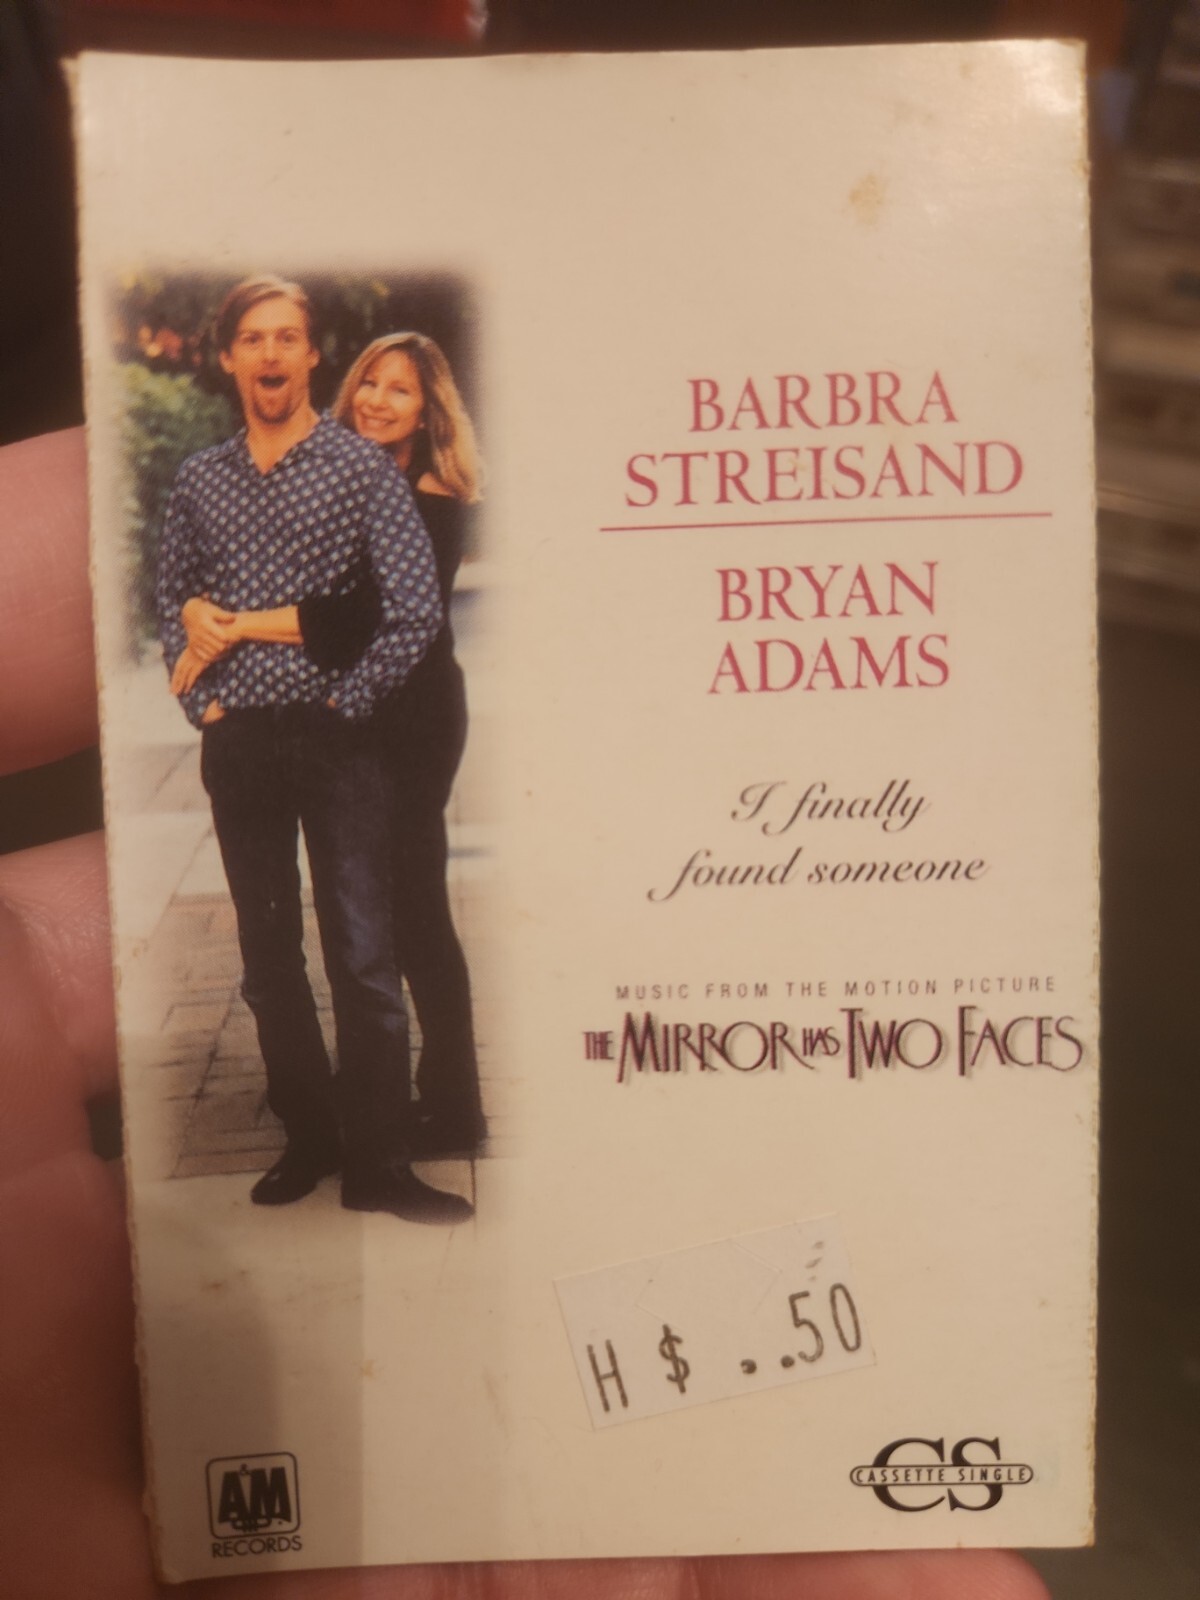 BARBRA
STREISAND
BRYAN
ADAMS
I finally
found someone
MUSIC FROM THE MOTION PICTURE
THE MIRROR HAS TWO FACES
H $ ..50
A&M
RECORDS
CS
CASSETTE SINGLE